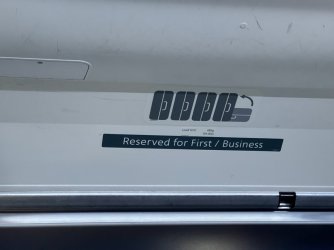 Reserved for First / Business